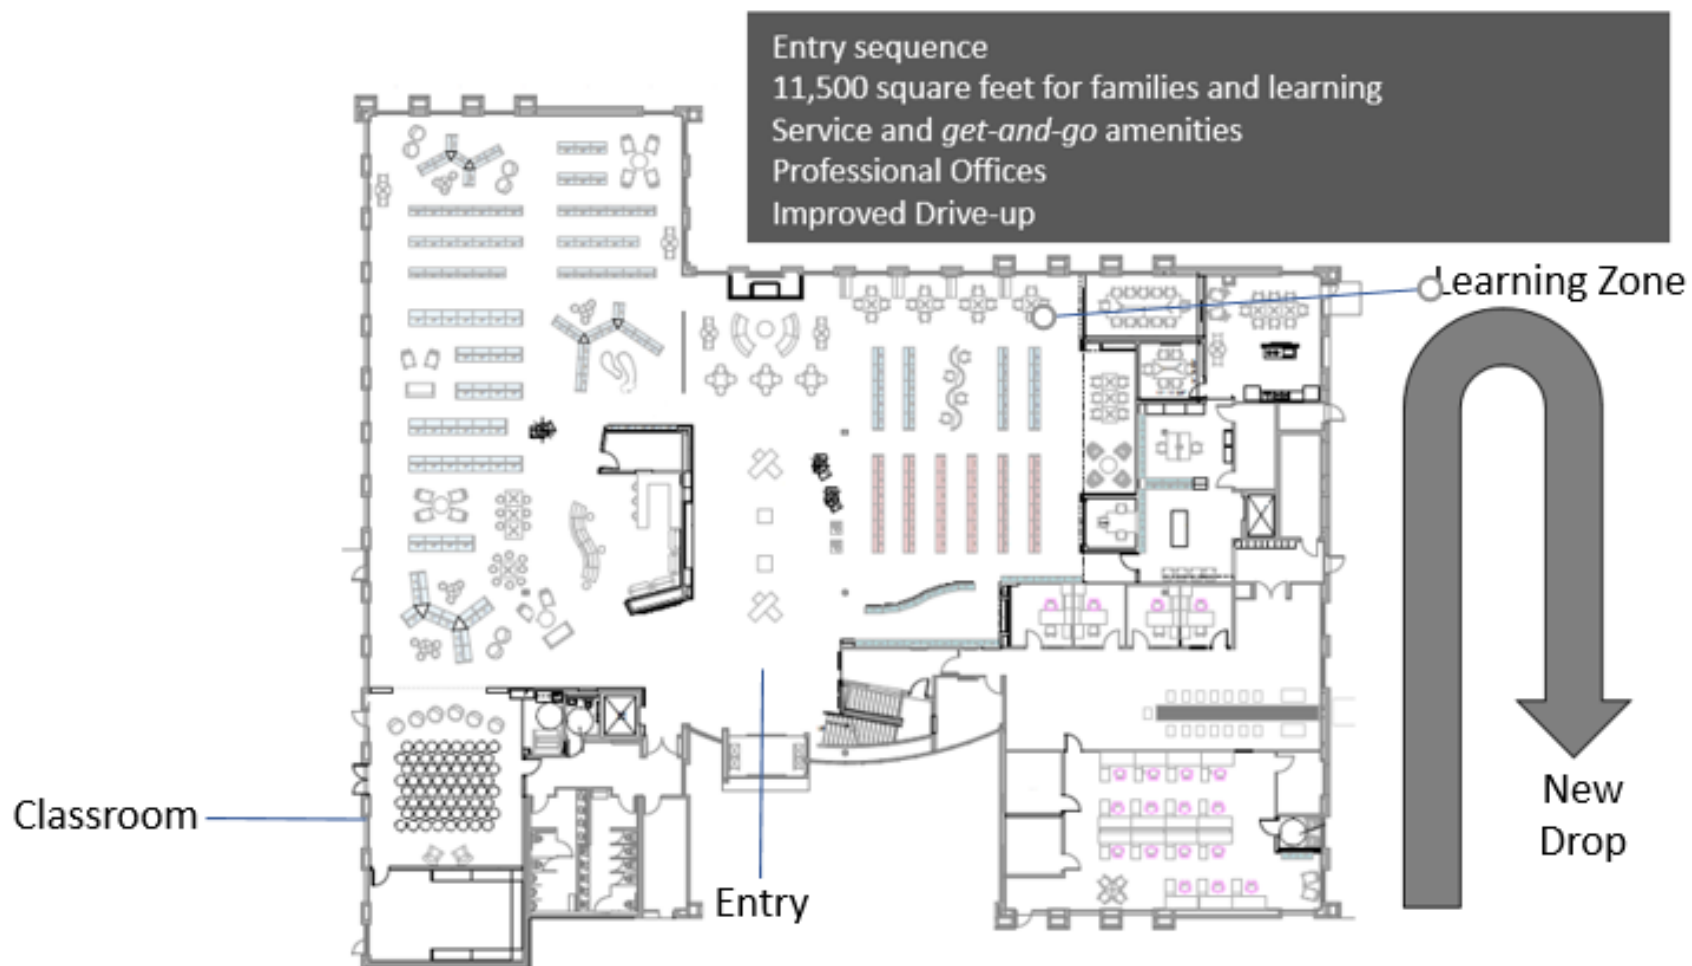 Entry sequence
11,500 square feet for families and learning
Service and get-and-go amenities
Professional Offices
Improved Drive-up
Learning Zone
New
Drop
Classroom
Entry